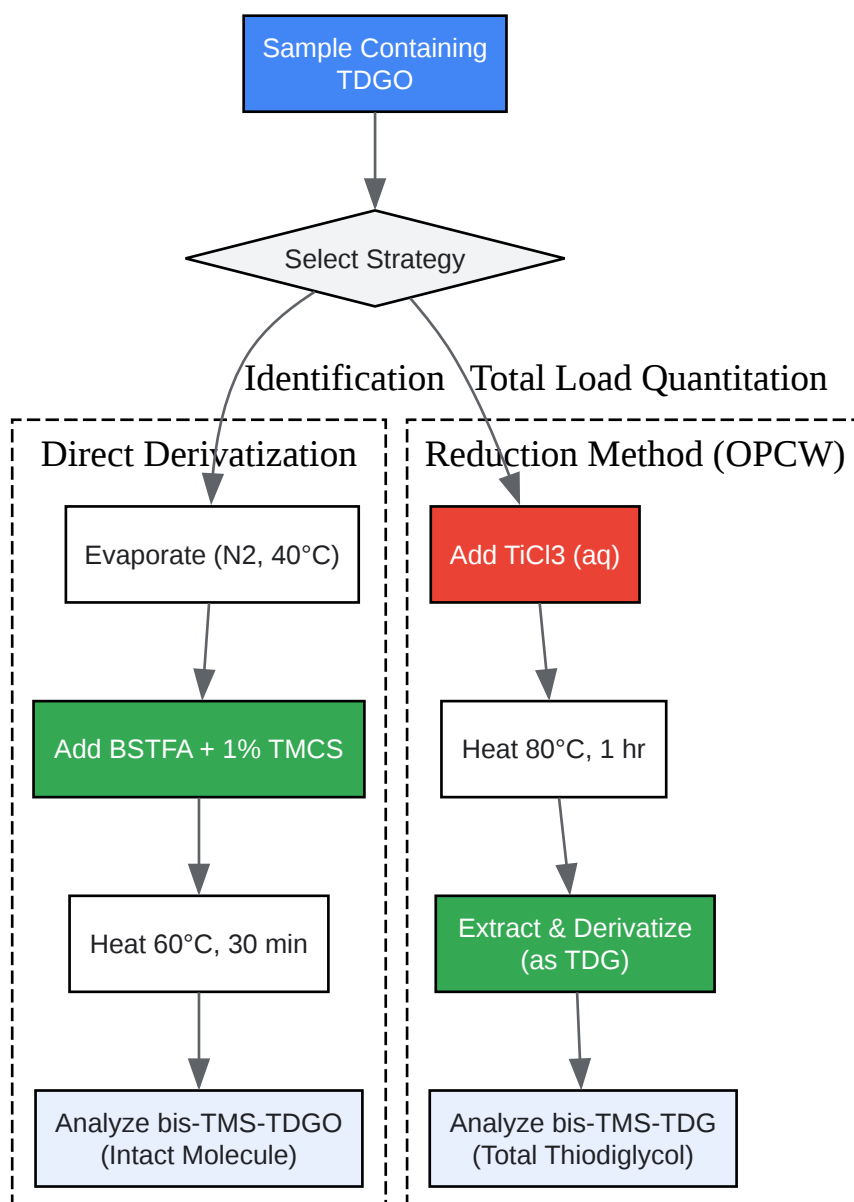 Sample Containing
TDGO
Select Strategy
Identification
Total Load Quantitation
Direct Derivatization
Evaporate (N2, 40°C)
Add BSTFA + 1% TMCS
Heat 60°C, 30 min
Analyze bis-TMS-TDGO
(Intact Molecule)
Reduction Method (OPCW)
Add TiCl3 (aq)
Heat 80°C, 1 hr
Extract & Derivatize
(as TDG)
Analyze bis-TMS-TDG
(Total Thiodiglycol)